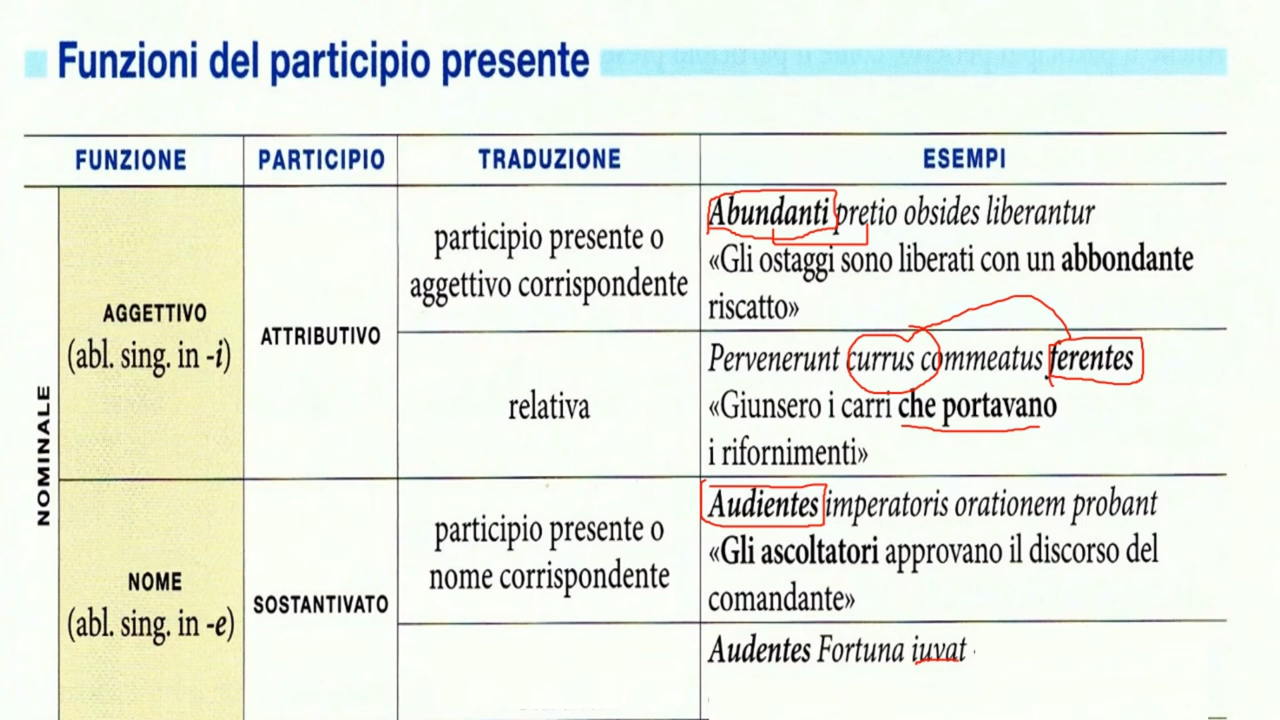 Funzioni del participio presente
FUNZIONE
PARTICIPIO
TRADUZIONE
ESEMPI
NOMINALE
AGGETTIVO
(abl. sing. in -i)
ATTRIBUTIVO
participio presente o
aggettivo corrispondente
Abundanti pretio obsides liberantur
«Gli ostaggi sono liberati con un abbondante
riscatto»
relativa
Pervenerunt currus commeatus ferentes
«Giunsero i carri che portavano
i rifornimenti»
NOME
(abl. sing. in -e)
SOSTANTIVATO
participio presente o
nome corrispondente
Audientes imperatoris orationem probant
«Gli ascoltatori approvano il discorso del
comandante»
Audentes Fortuna iuvat